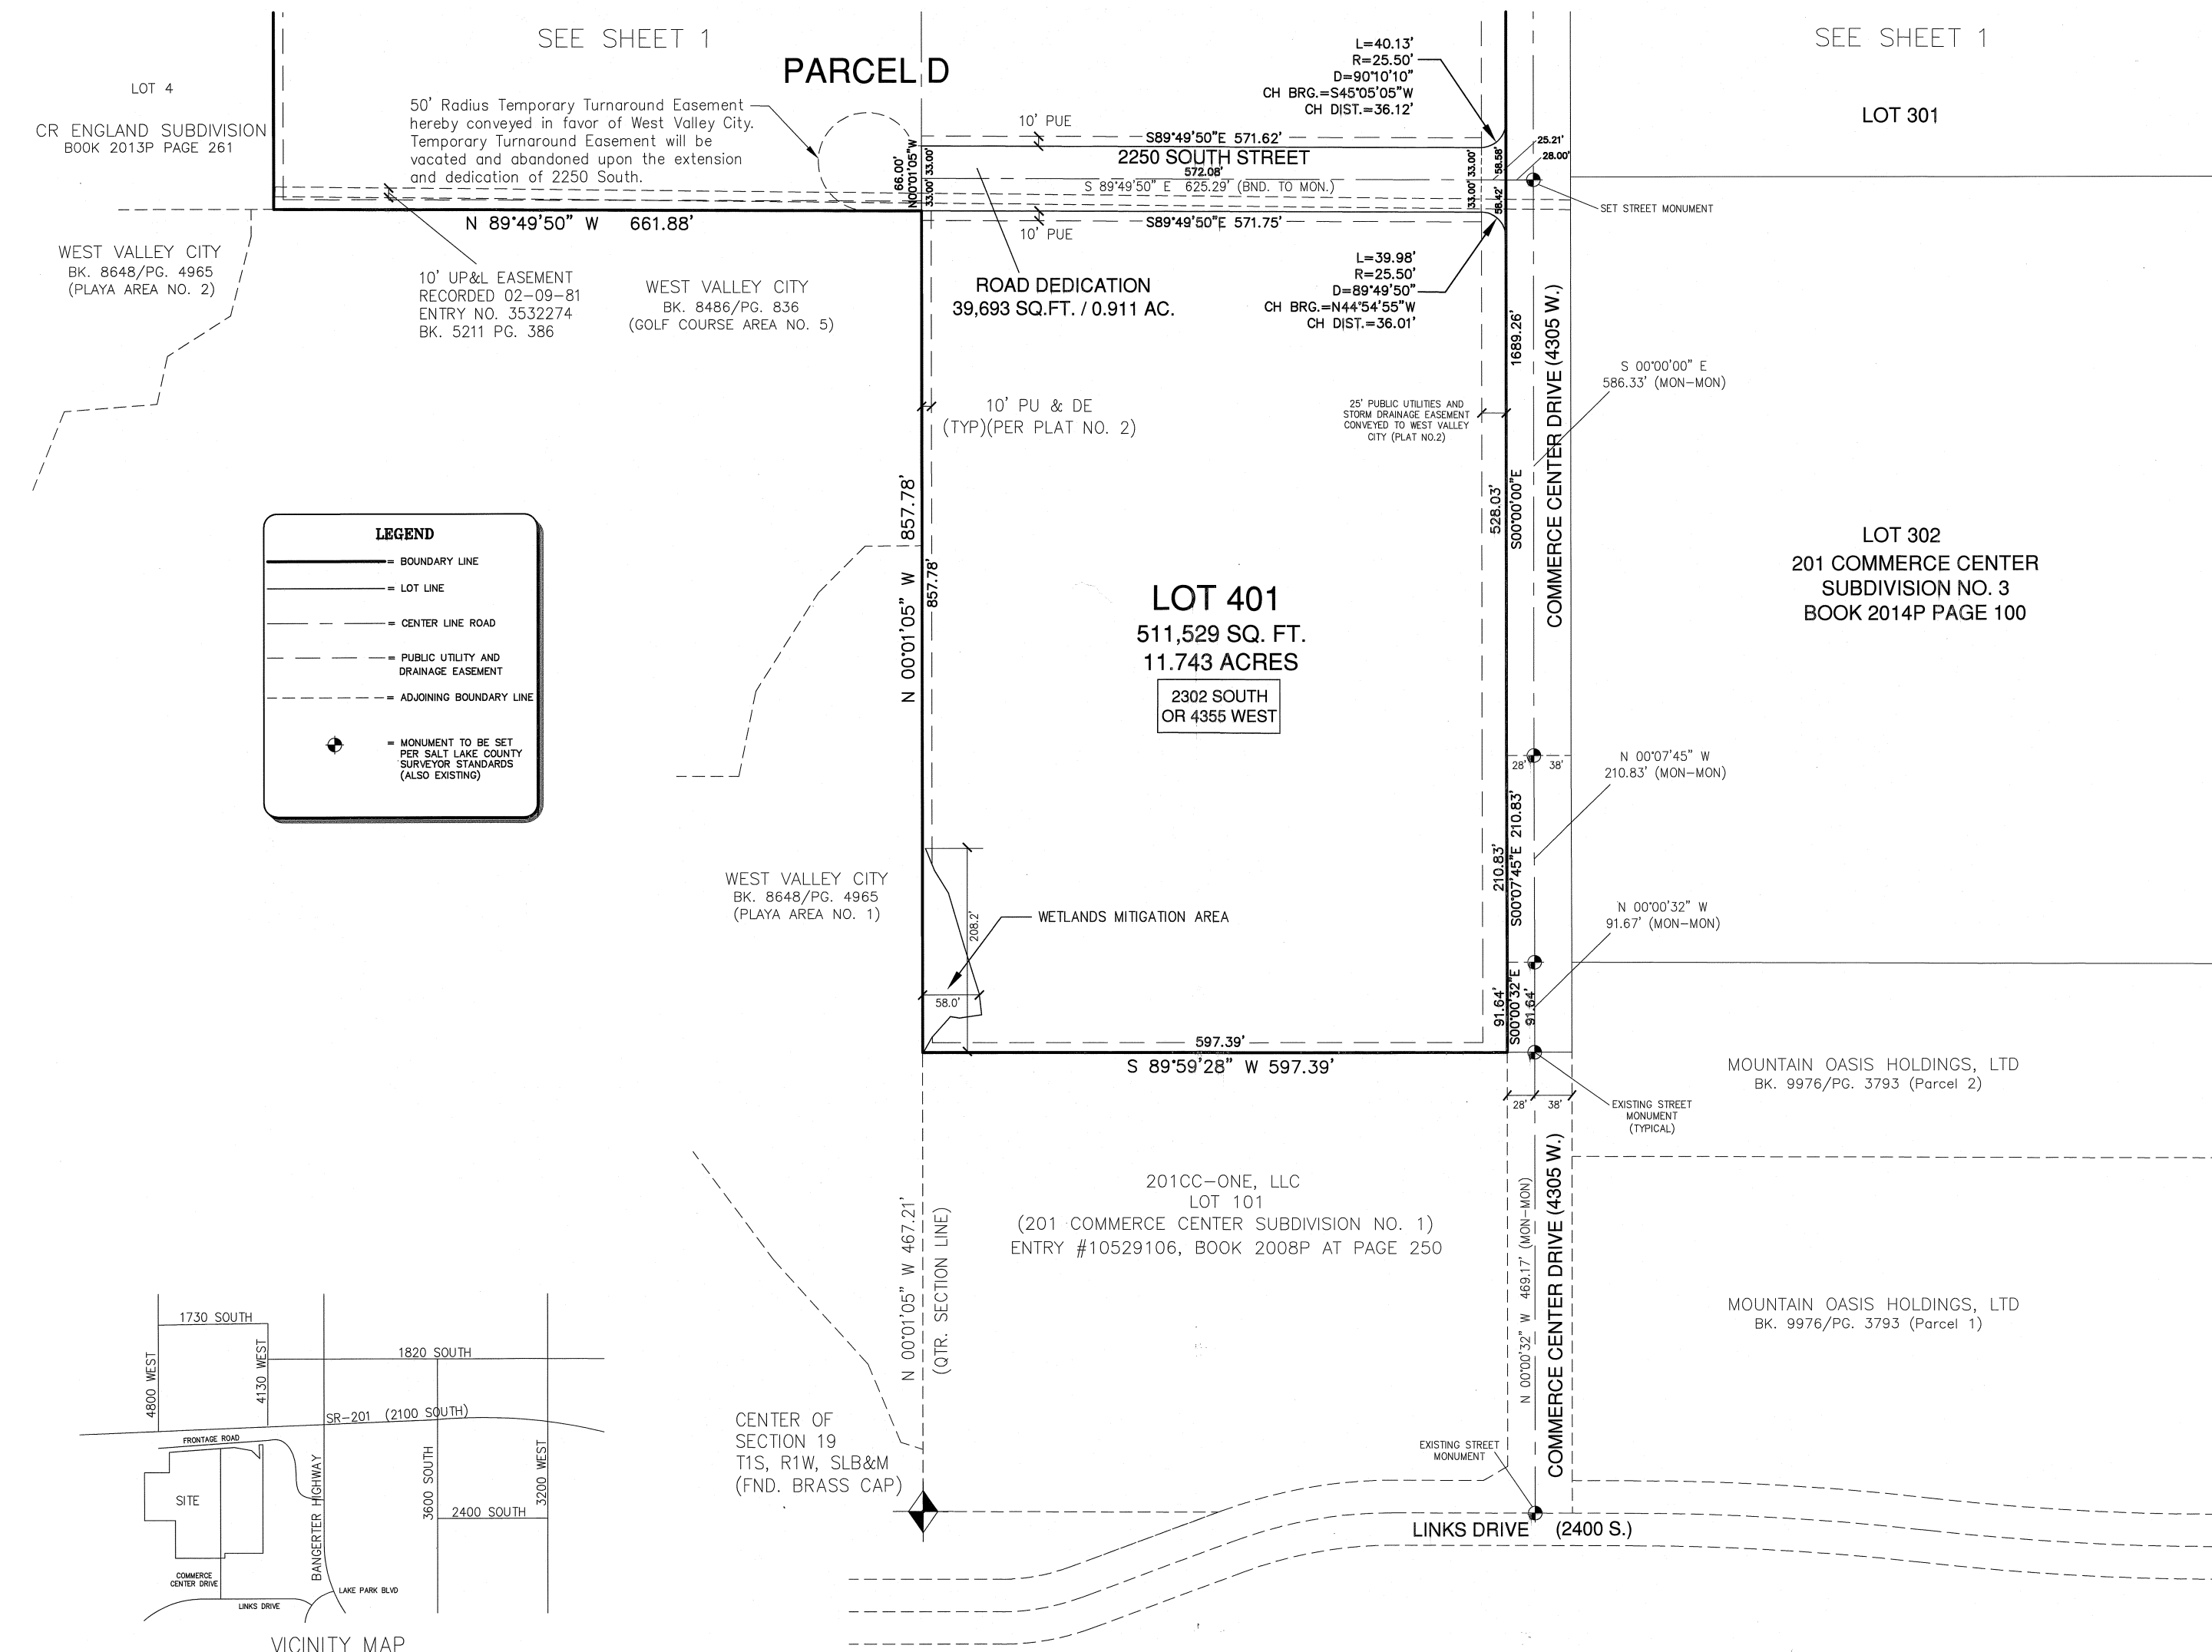 SEE SHEET 1
SEE SHEET 1
PARCEL D
LOT 4
CR ENGLAND SUBDIVISION
BOOK 2013P PAGE 261
50' Radius Temporary Turnaround Easement
hereby conveyed in favor of West Valley City.
Temporary Turnaround Easement will be
vacated and abandoned upon the extension
and dedication of 2250 South.
L=40.13'
R=25.50'
D=90°10'10"
CH BRG.=S45°05'05"W
CH DIST.=36.12'
LOT 301
10' PUE
S89°49'50"E 571.62'
2250 SOUTH STREET
572.08'
S 89°49'50" E 625.29' (BND. TO MON.)
S89°49'50"E 571.75'
10' PUE
66.00'
N00°01'05"W
33.00' 33.00'
33.00' 33.00'
58.58'
58.42'
25.21'
28.00'
SET STREET MONUMENT
N 89°49'50" W 661.88'
WEST VALLEY CITY
BK. 8648/PG. 4965
(PLAYA AREA NO. 2)
10' UP&L EASEMENT
RECORDED 02-09-81
ENTRY NO. 3532274
BK. 5211 PG. 386
WEST VALLEY CITY
BK. 8486/PG. 836
(GOLF COURSE AREA NO. 5)
ROAD DEDICATION
39,693 SQ.FT. / 0.911 AC.
L=39.98'
R=25.50'
D=89°49'50"
CH BRG.=N44°54'55"W
CH DIST.=36.01'
1689.26'
S00°00'00"E
528.03'
COMMERCE CENTER DRIVE (4305 W.)
S 00°00'00" E
586.33' (MON-MON)
10' PU & DE
(TYP)(PER PLAT NO. 2)
25' PUBLIC UTILITIES AND
STORM DRAINAGE EASEMENT
CONVEYED TO WEST VALLEY
CITY (PLAT NO.2)
N 00°01'05" W 857.78'
857.78'
LEGEND
= BOUNDARY LINE
= LOT LINE
= CENTER LINE ROAD
= PUBLIC UTILITY AND
DRAINAGE EASEMENT
= ADJOINING BOUNDARY LINE
= MONUMENT TO BE SET
PER SALT LAKE COUNTY
SURVEYOR STANDARDS
(ALSO EXISTING)
LOT 401
511,529 SQ. FT.
11.743 ACRES
2302 SOUTH
OR 4355 WEST
LOT 302
201 COMMERCE CENTER
SUBDIVISION NO. 3
BOOK 2014P PAGE 100
28' 38'
N 00°07'45" W
210.83' (MON-MON)
210.83'
S00°07'45"E 210.83'
N 00°00'32" W
91.67' (MON-MON)
91.64'
S00°00'32"E
91.64'
WEST VALLEY CITY
BK. 8648/PG. 4965
(PLAYA AREA NO. 1)
208.2'
WETLANDS MITIGATION AREA
58.0'
597.39'
S 89°59'28" W 597.39'
28' 38'
EXISTING STREET
MONUMENT
(TYPICAL)
MOUNTAIN OASIS HOLDINGS, LTD
BK. 9976/PG. 3793 (Parcel 2)
201CC-ONE, LLC
LOT 101
(201 COMMERCE CENTER SUBDIVISION NO. 1)
ENTRY #10529106, BOOK 2008P AT PAGE 250
N 00°01'05" W 467.21'
(QTR. SECTION LINE)
N 00°00'32" W 469.17' (MON-MON)
COMMERCE CENTER DRIVE (4305 W.)
MOUNTAIN OASIS HOLDINGS, LTD
BK. 9976/PG. 3793 (Parcel 1)
CENTER OF
SECTION 19
T1S, R1W, SLB&M
(FND. BRASS CAP)
EXISTING STREET
MONUMENT
LINKS DRIVE (2400 S.)
1730 SOUTH
4800 WEST
4130 WEST
1820 SOUTH
SR-201 (2100 SOUTH)
FRONTAGE ROAD
SITE
BANGERTER HIGHWAY
3600 SOUTH
3200 WEST
2400 SOUTH
COMMERCE
CENTER DRIVE
LAKE PARK BLVD
LINKS DRIVE
VICINITY MAP